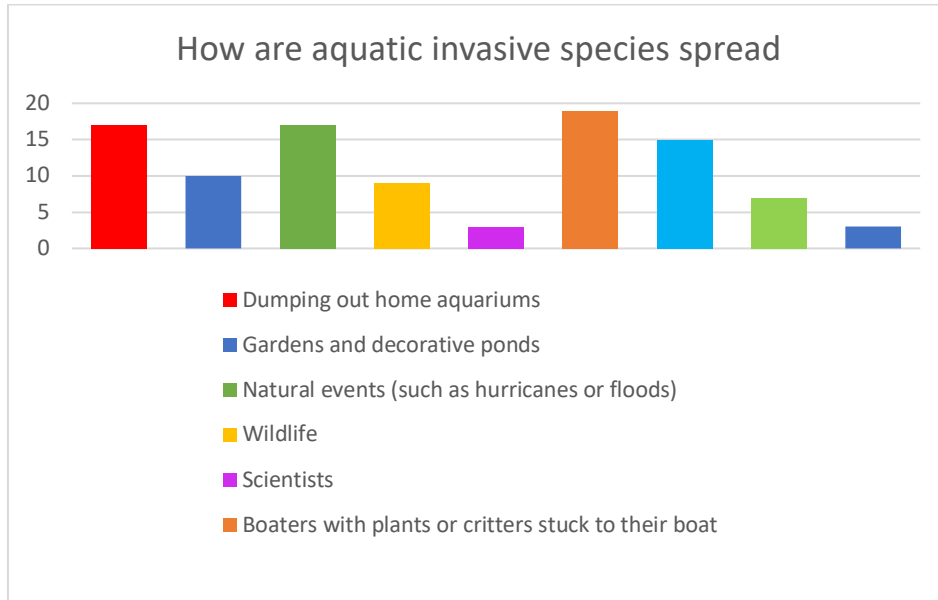 How are aquatic invasive species spread
20
15
10
5
0
Dumping out home aquariums
Gardens and decorative ponds
Natural events (such as hurricanes or floods)
Wildlife
Scientists
Boaters with plants or critters stuck to their boat